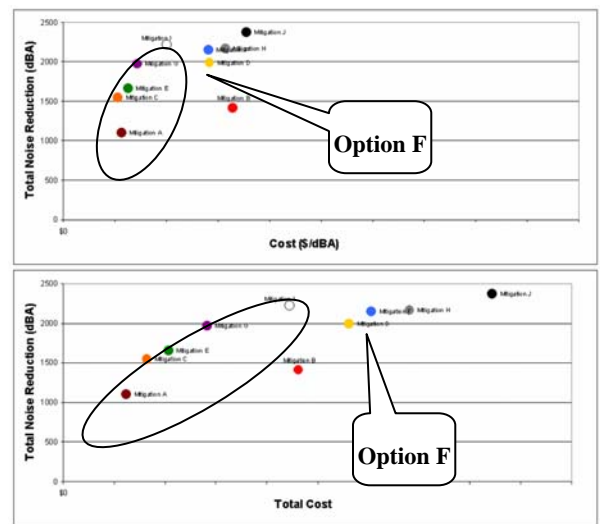 2500
2000
1500
1000
500
0
$0
Total Noise Reduction (dBA)
Cost ($/dBA)
Mitigation J
Mitigation H
Mitigation D
Mitigation G
Mitigation E
Mitigation C
Mitigation B
Mitigation A
Option F
2500
2000
1500
1000
500
0
$0
Total Noise Reduction (dBA)
Total Cost
Mitigation J
Mitigation H
Mitigation D
Mitigation G
Mitigation E
Mitigation C
Mitigation B
Mitigation A
Option F